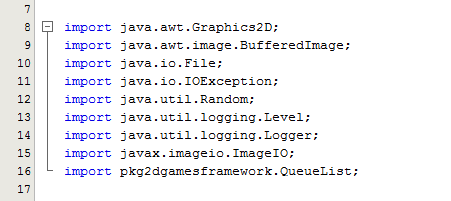 7
8 import java.awt.Graphics2D;
9 import java.awt.image.BufferedImage;
10 import java.io.File;
11 import java.io.IOException;
12 import java.util.Random;
13 import java.util.logging.Level;
14 import java.util.logging.Logger;
15 import javax.imageio.ImageIO;
16 import pkg2dgamesframework.QueueList;
17